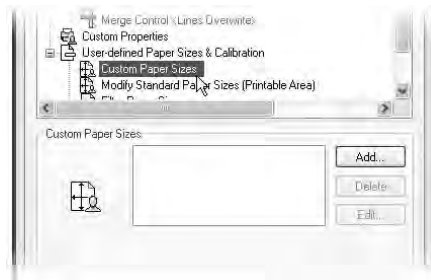 Merge Control (Lines Overwrite)
Custom Properties
User-defined Paper Sizes & Calibration
Custom Paper Sizes
Modify Standard Paper Sizes (Printable Area)
Custom Paper Sizes
Add...
Delete
Edit...